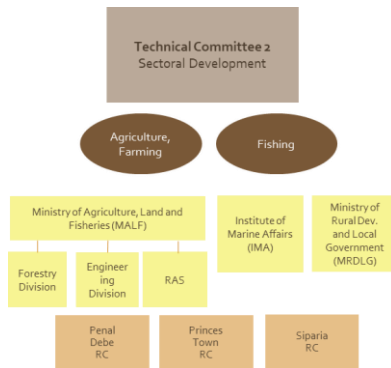 Technical Committee 2
Sectoral Development
Agriculture,
Farming
Fishing
Ministry of Agriculture, Land and
Fisheries (MALF)
Institute of
Marine Affairs
(IMA)
Ministry of
Rural Dev.
and Local
Government
(MRDLG)
Forestry
Division
Engineer
ing
Division
RAS
Penal
Debe
RC
Princes
Town
RC
Siparia
RC